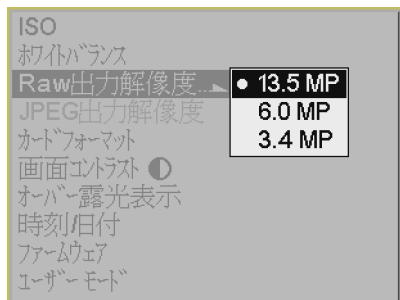 ISO
ホワイトバランス
Raw出力解像度...
JPEG出力解像度
カードフォーマット
画面コントラスト
オーバー露光表示
時刻/日付
ファームウェア
ユーザーモード
13.5 MP
6.0 MP
3.4 MP